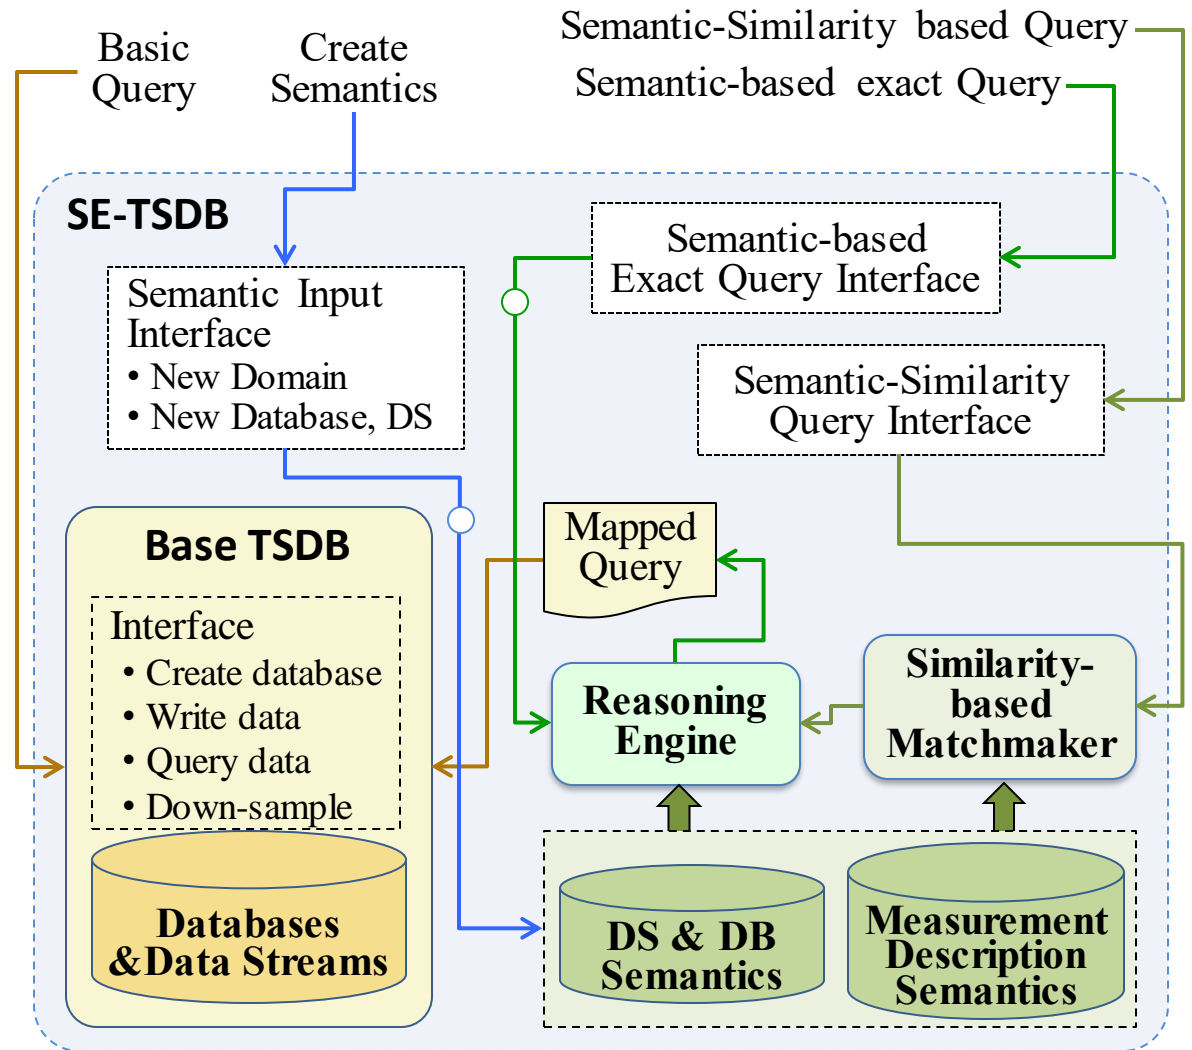 Basic
Query
Create
Semantics
Semantic-Similarity based Query
Semantic-based exact Query
SE-TSDB
Semantic Input
Interface
• New Domain
• New Database, DS
Semantic-based
Exact Query Interface
Semantic-Similarity
Query Interface
Base TSDB
Interface
• Create database
• Write data
• Query data
• Down-sample
Databases
&Data Streams
Mapped
Query
Reasoning
Engine
Similarity-
based
Matchmaker
DS & DB
Semantics
Measurement
Description
Semantics